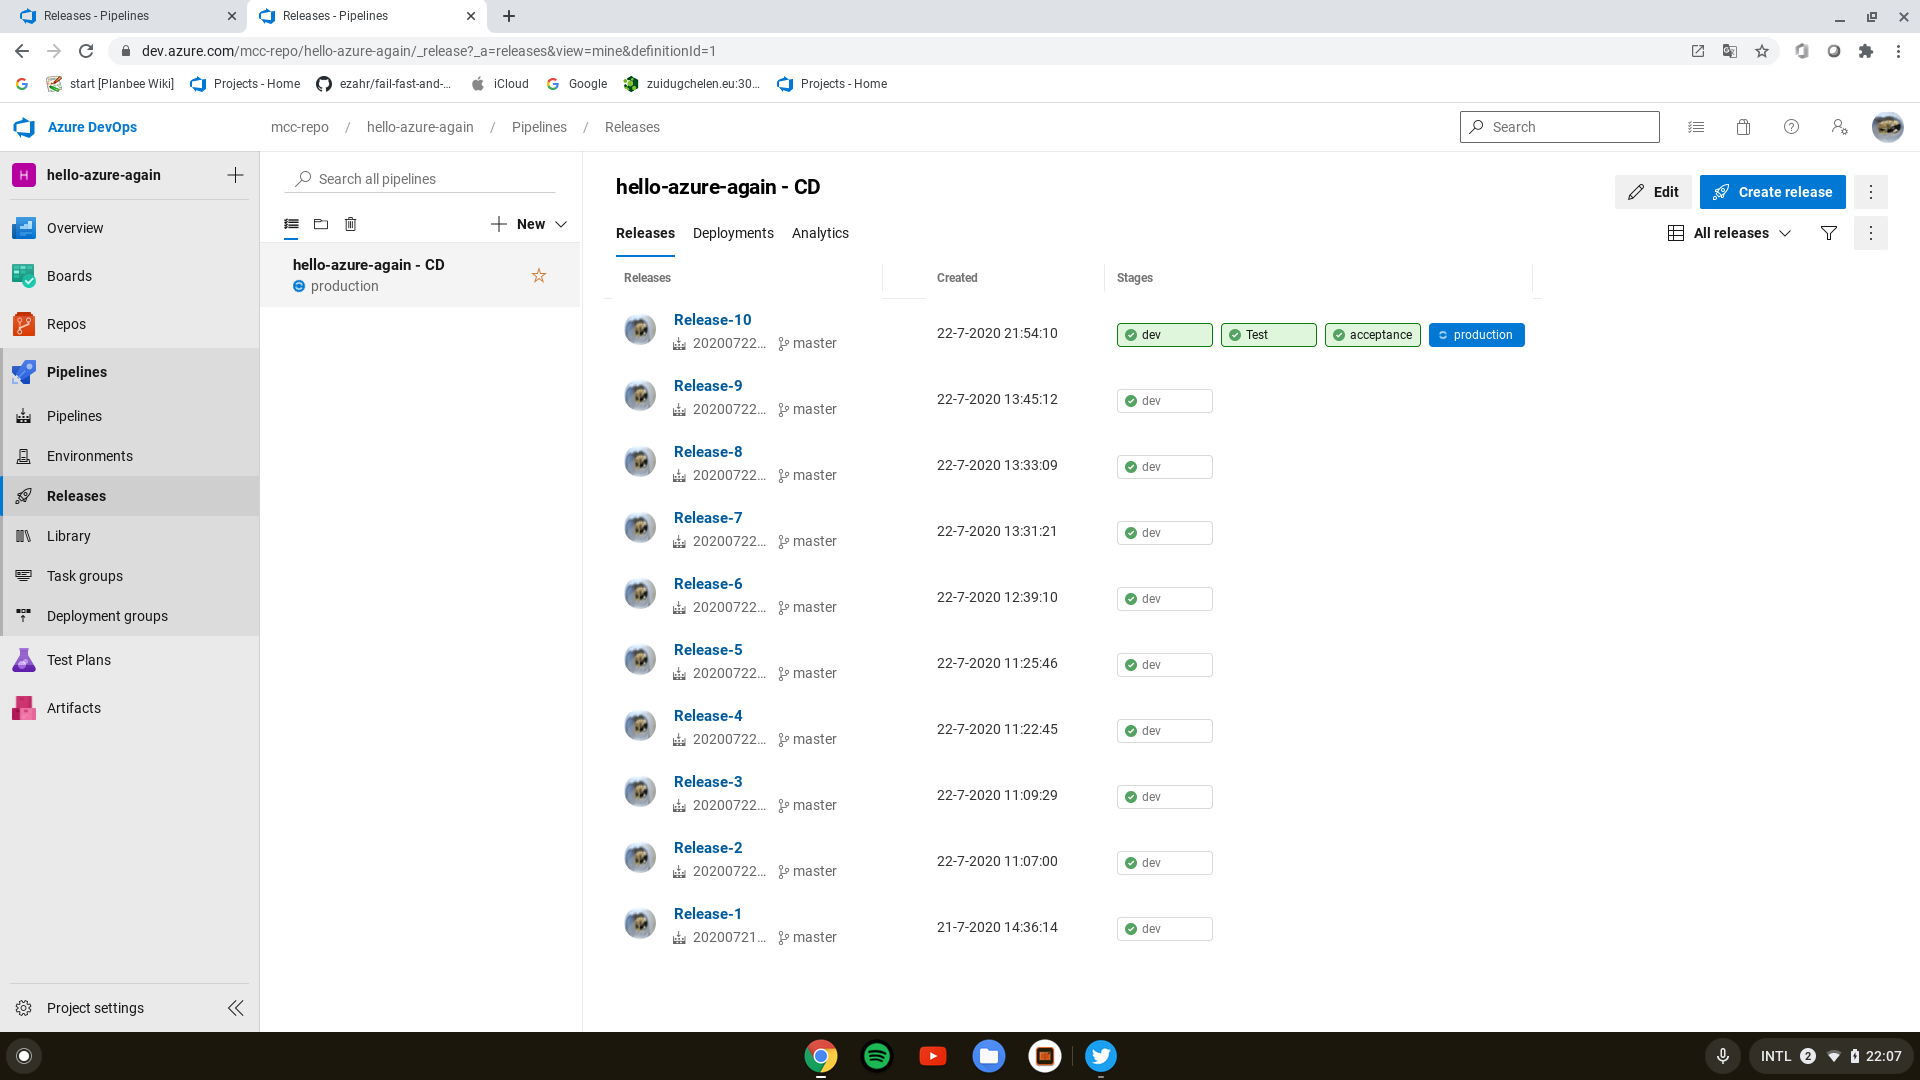 Releases - Pipelines
Releases - Pipelines
dev.azure.com/mcc-repo/hello-azure-again/_release?_a=releases&view=mine&definitionId=1
start [Planbee Wiki]
Projects - Home
ezahr/fail-fast-and-...
iCloud
Google
zuidugchelen.eu:30...
Projects - Home
Azure DevOps
mcc-repo / hello-azure-again / Pipelines / Releases
Search
H hello-azure-again
Overview
Boards
Repos
Pipelines
Pipelines
Environments
Releases
Library
Task groups
Deployment groups
Test Plans
Artifacts
Project settings
Search all pipelines
New
hello-azure-again - CD
production
hello-azure-again - CD
Edit
Create release
Releases Deployments Analytics
All releases
Releases Created Stages
Release-10
20200722... master
22-7-2020 21:54:10
dev Test acceptance production
Release-9
20200722... master
22-7-2020 13:45:12
dev
Release-8
20200722... master
22-7-2020 13:33:09
dev
Release-7
20200722... master
22-7-2020 13:31:21
dev
Release-6
20200722... master
22-7-2020 12:39:10
dev
Release-5
20200722... master
22-7-2020 11:25:46
dev
Release-4
20200722... master
22-7-2020 11:22:45
dev
Release-3
20200722... master
22-7-2020 11:09:29
dev
Release-2
20200722... master
22-7-2020 11:07:00
dev
Release-1
20200721... master
21-7-2020 14:36:14
dev
INTL 2 22:07